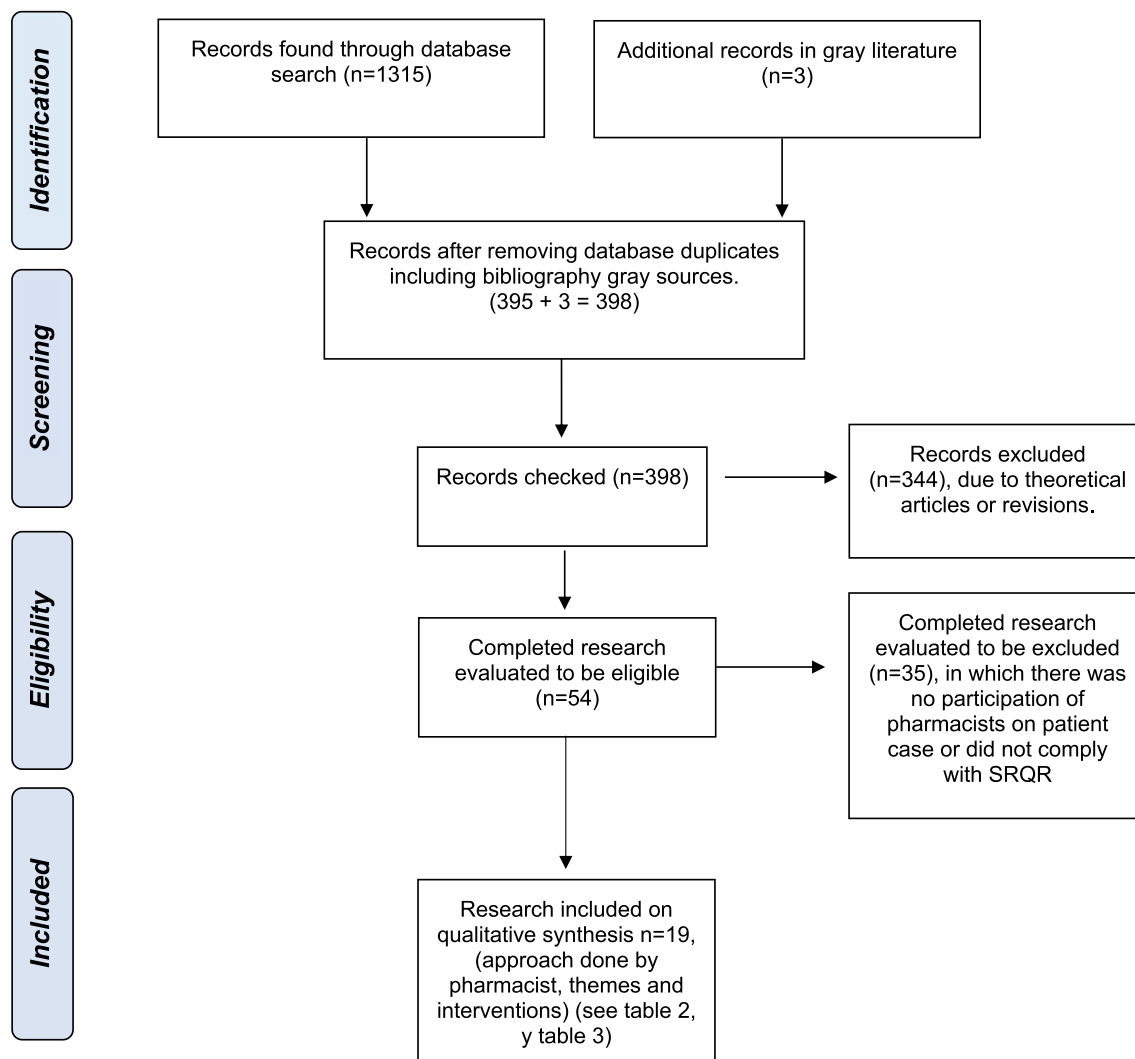 Identification
Records found through database
search (n=1315)
Additional records in gray literature
(n=3)
Records after removing database duplicates
including bibliography gray sources.
(395 + 3 = 398)
Screening
Records checked (n=398)
Records excluded
(n=344), due to theoretical
articles or revisions.
Eligibility
Completed research
evaluated to be eligible
(n=54)
Completed research
evaluated to be excluded
(n=35), in which there was
no participation of
pharmacists on patient
case or did not comply
with SRQR
Included
Research included on
qualitative synthesis n=19,
(approach done by
pharmacist, themes and
interventions) (see table 2,
y table 3)